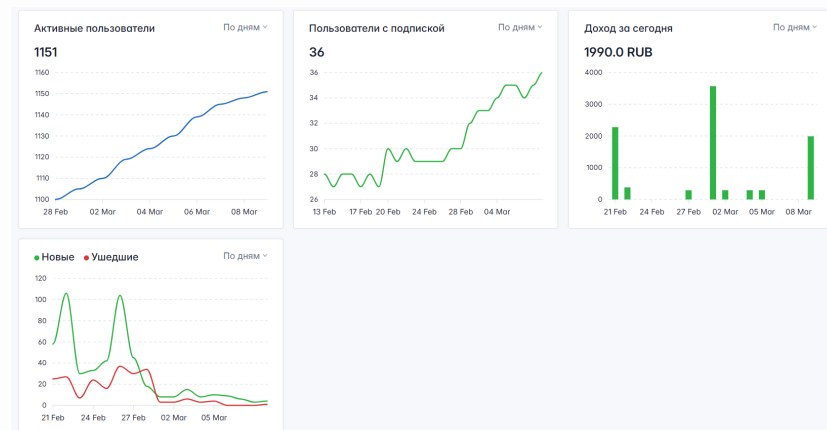 Активные пользователи
По дням
1151
1160
1150
1140
1130
1120
1110
1100
28 Feb 02 Mar 04 Mar 06 Mar 08 Mar
Пользователи с подпиской
По дням
36
36
34
32
30
28
26
13 Feb 17 Feb 20 Feb 24 Feb 28 Feb 04 Mar
Доход за сегодня
По дням
1990.0 RUB
4000
3000
2000
1000
0
21 Feb 24 Feb 27 Feb 02 Mar 05 Mar 08 Mar
Новые Ушедшие
По дням
120
100
80
60
40
20
0
21 Feb 24 Feb 27 Feb 02 Mar 05 Mar